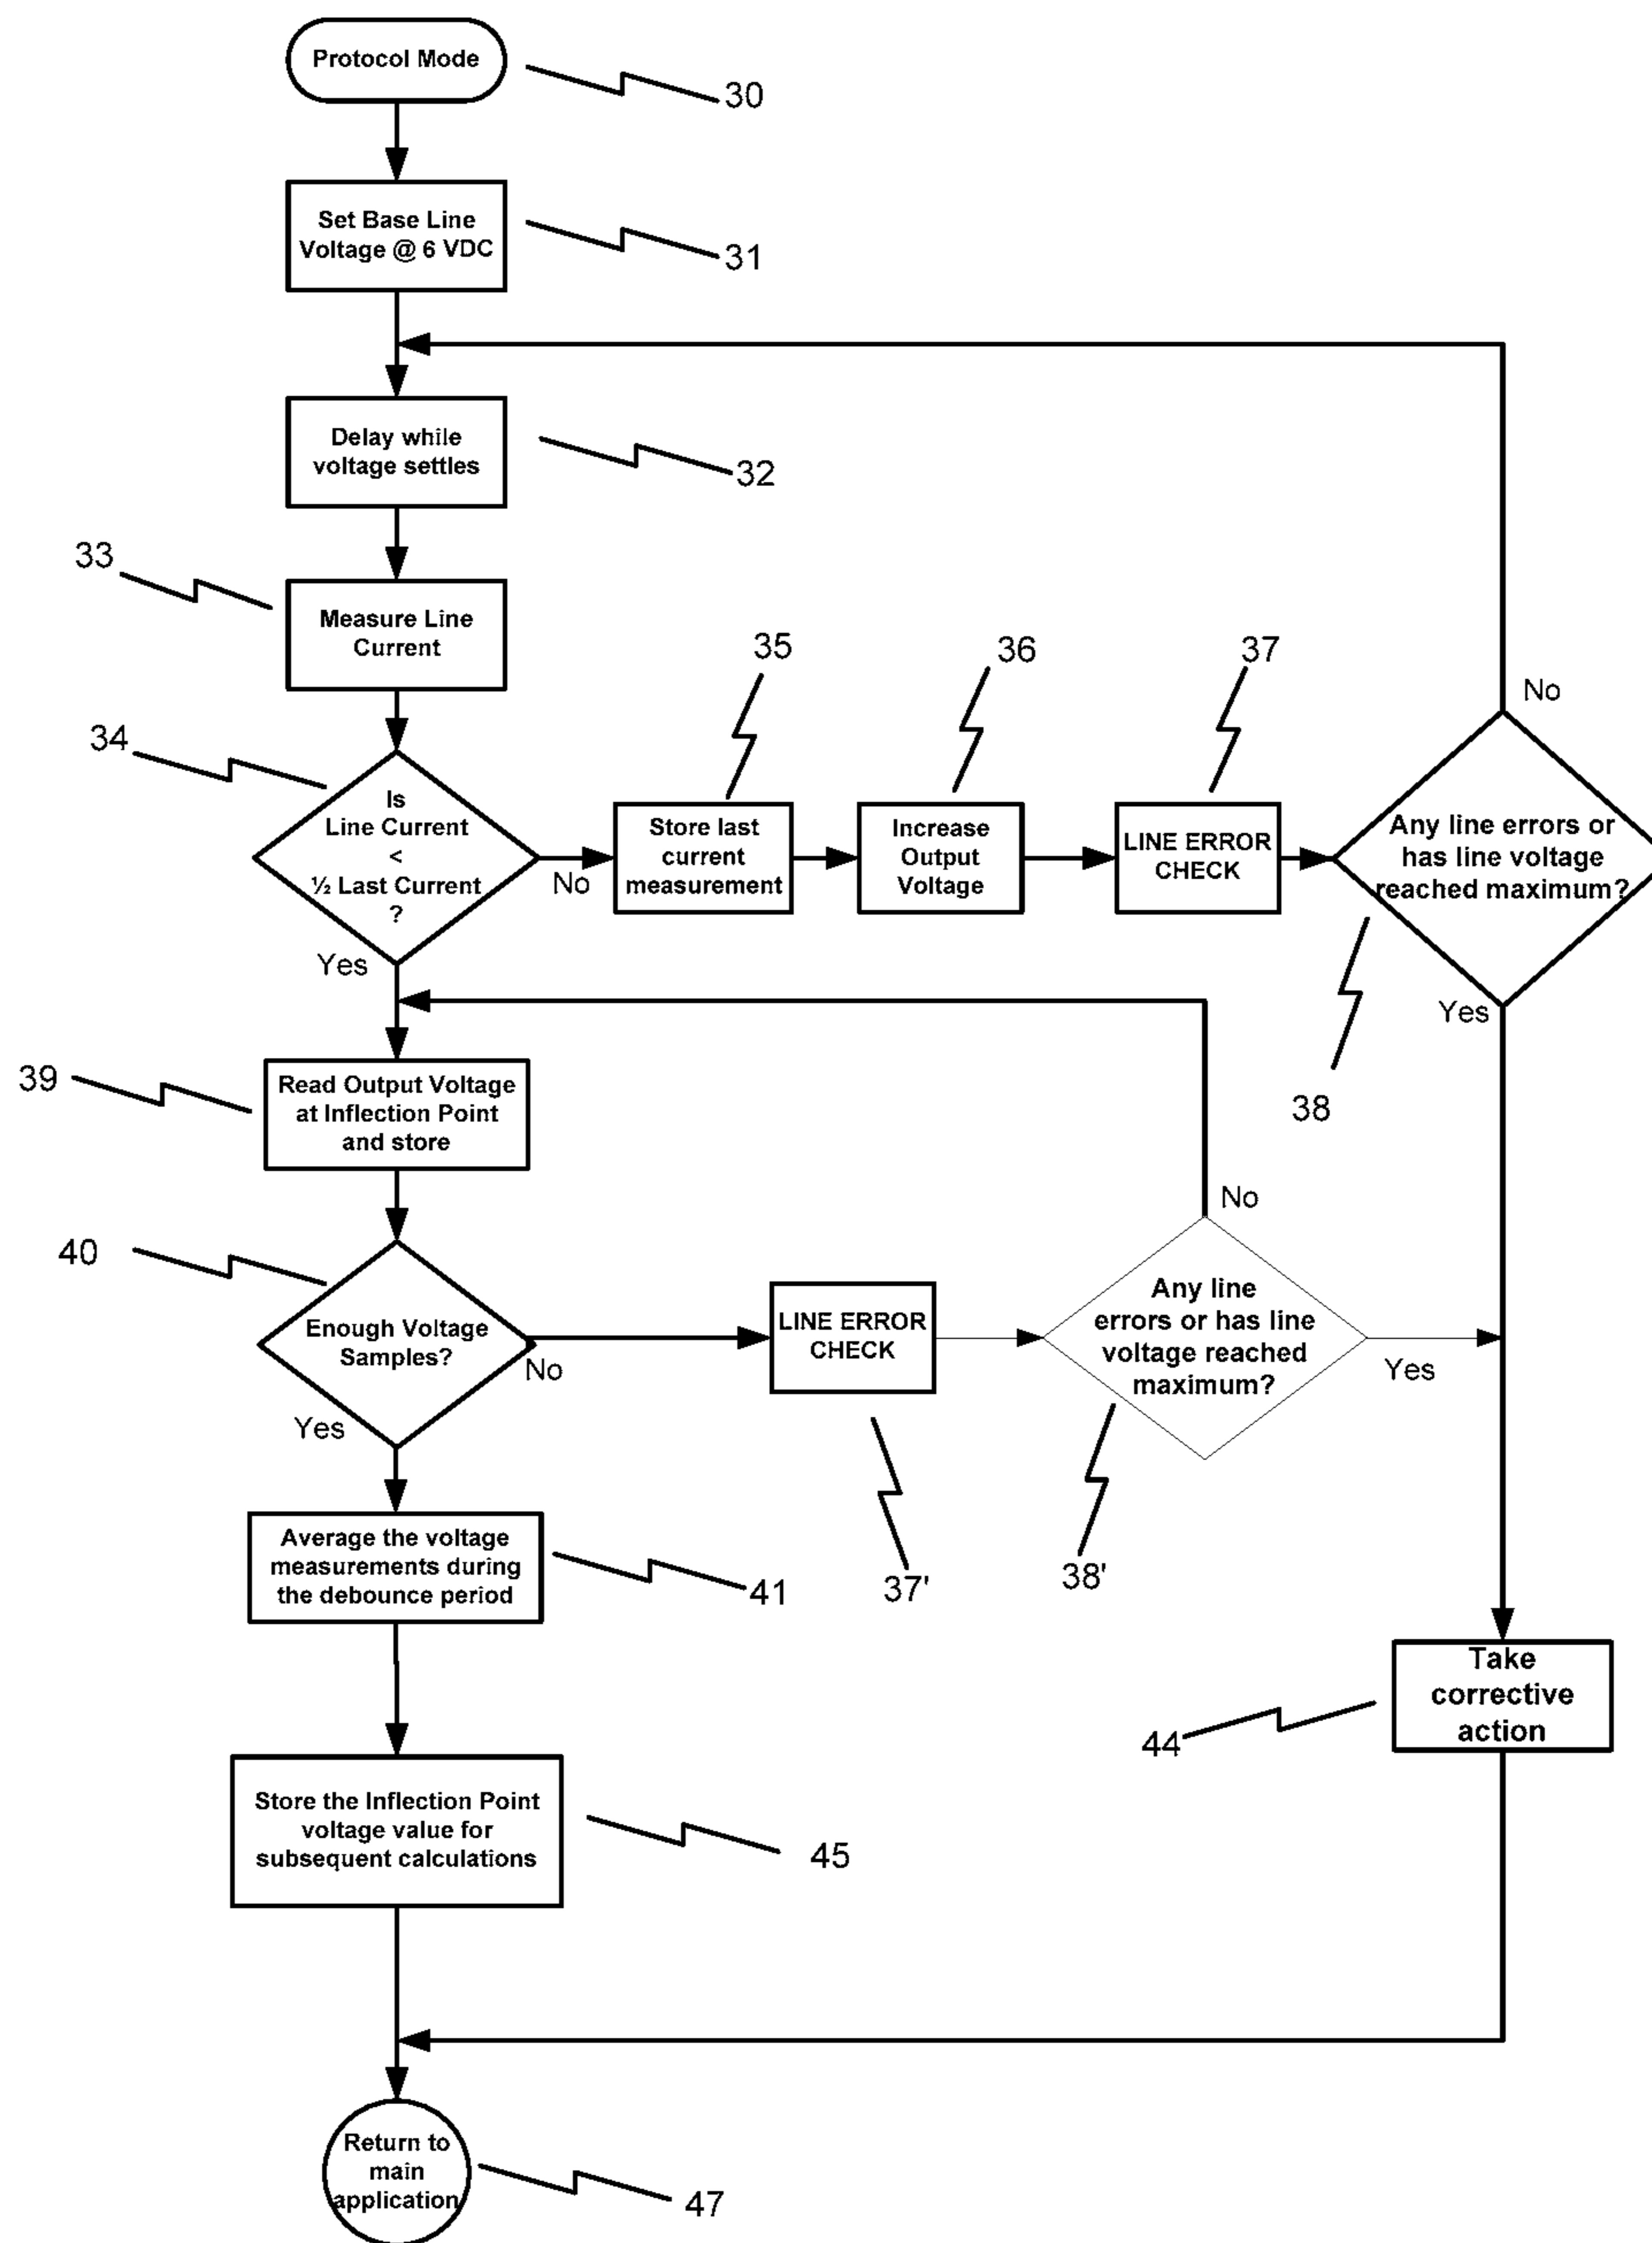 Protocol Mode
30
Set Base Line
Voltage @ 6 VDC
31
Delay while
voltage settles
32
33
Measure Line
Current
34
Is
Line Current
<
½ Last Current
?
No
Yes
35
Store last
current
measurement
36
Increase
Output
Voltage
37
LINE ERROR
CHECK
No
Any line errors or
has line voltage
reached maximum?
Yes
38
39
Read Output Voltage
at Inflection Point
and store
40
Enough Voltage
Samples?
No
Yes
LINE ERROR
CHECK
37'
No
Any line
errors or has line
voltage reached
maximum?
Yes
38'
Average the voltage
measurements during
the debounce period
41
Take
corrective
action
44
Store the Inflection Point
voltage value for
subsequent calculations
45
Return to
main
application
47